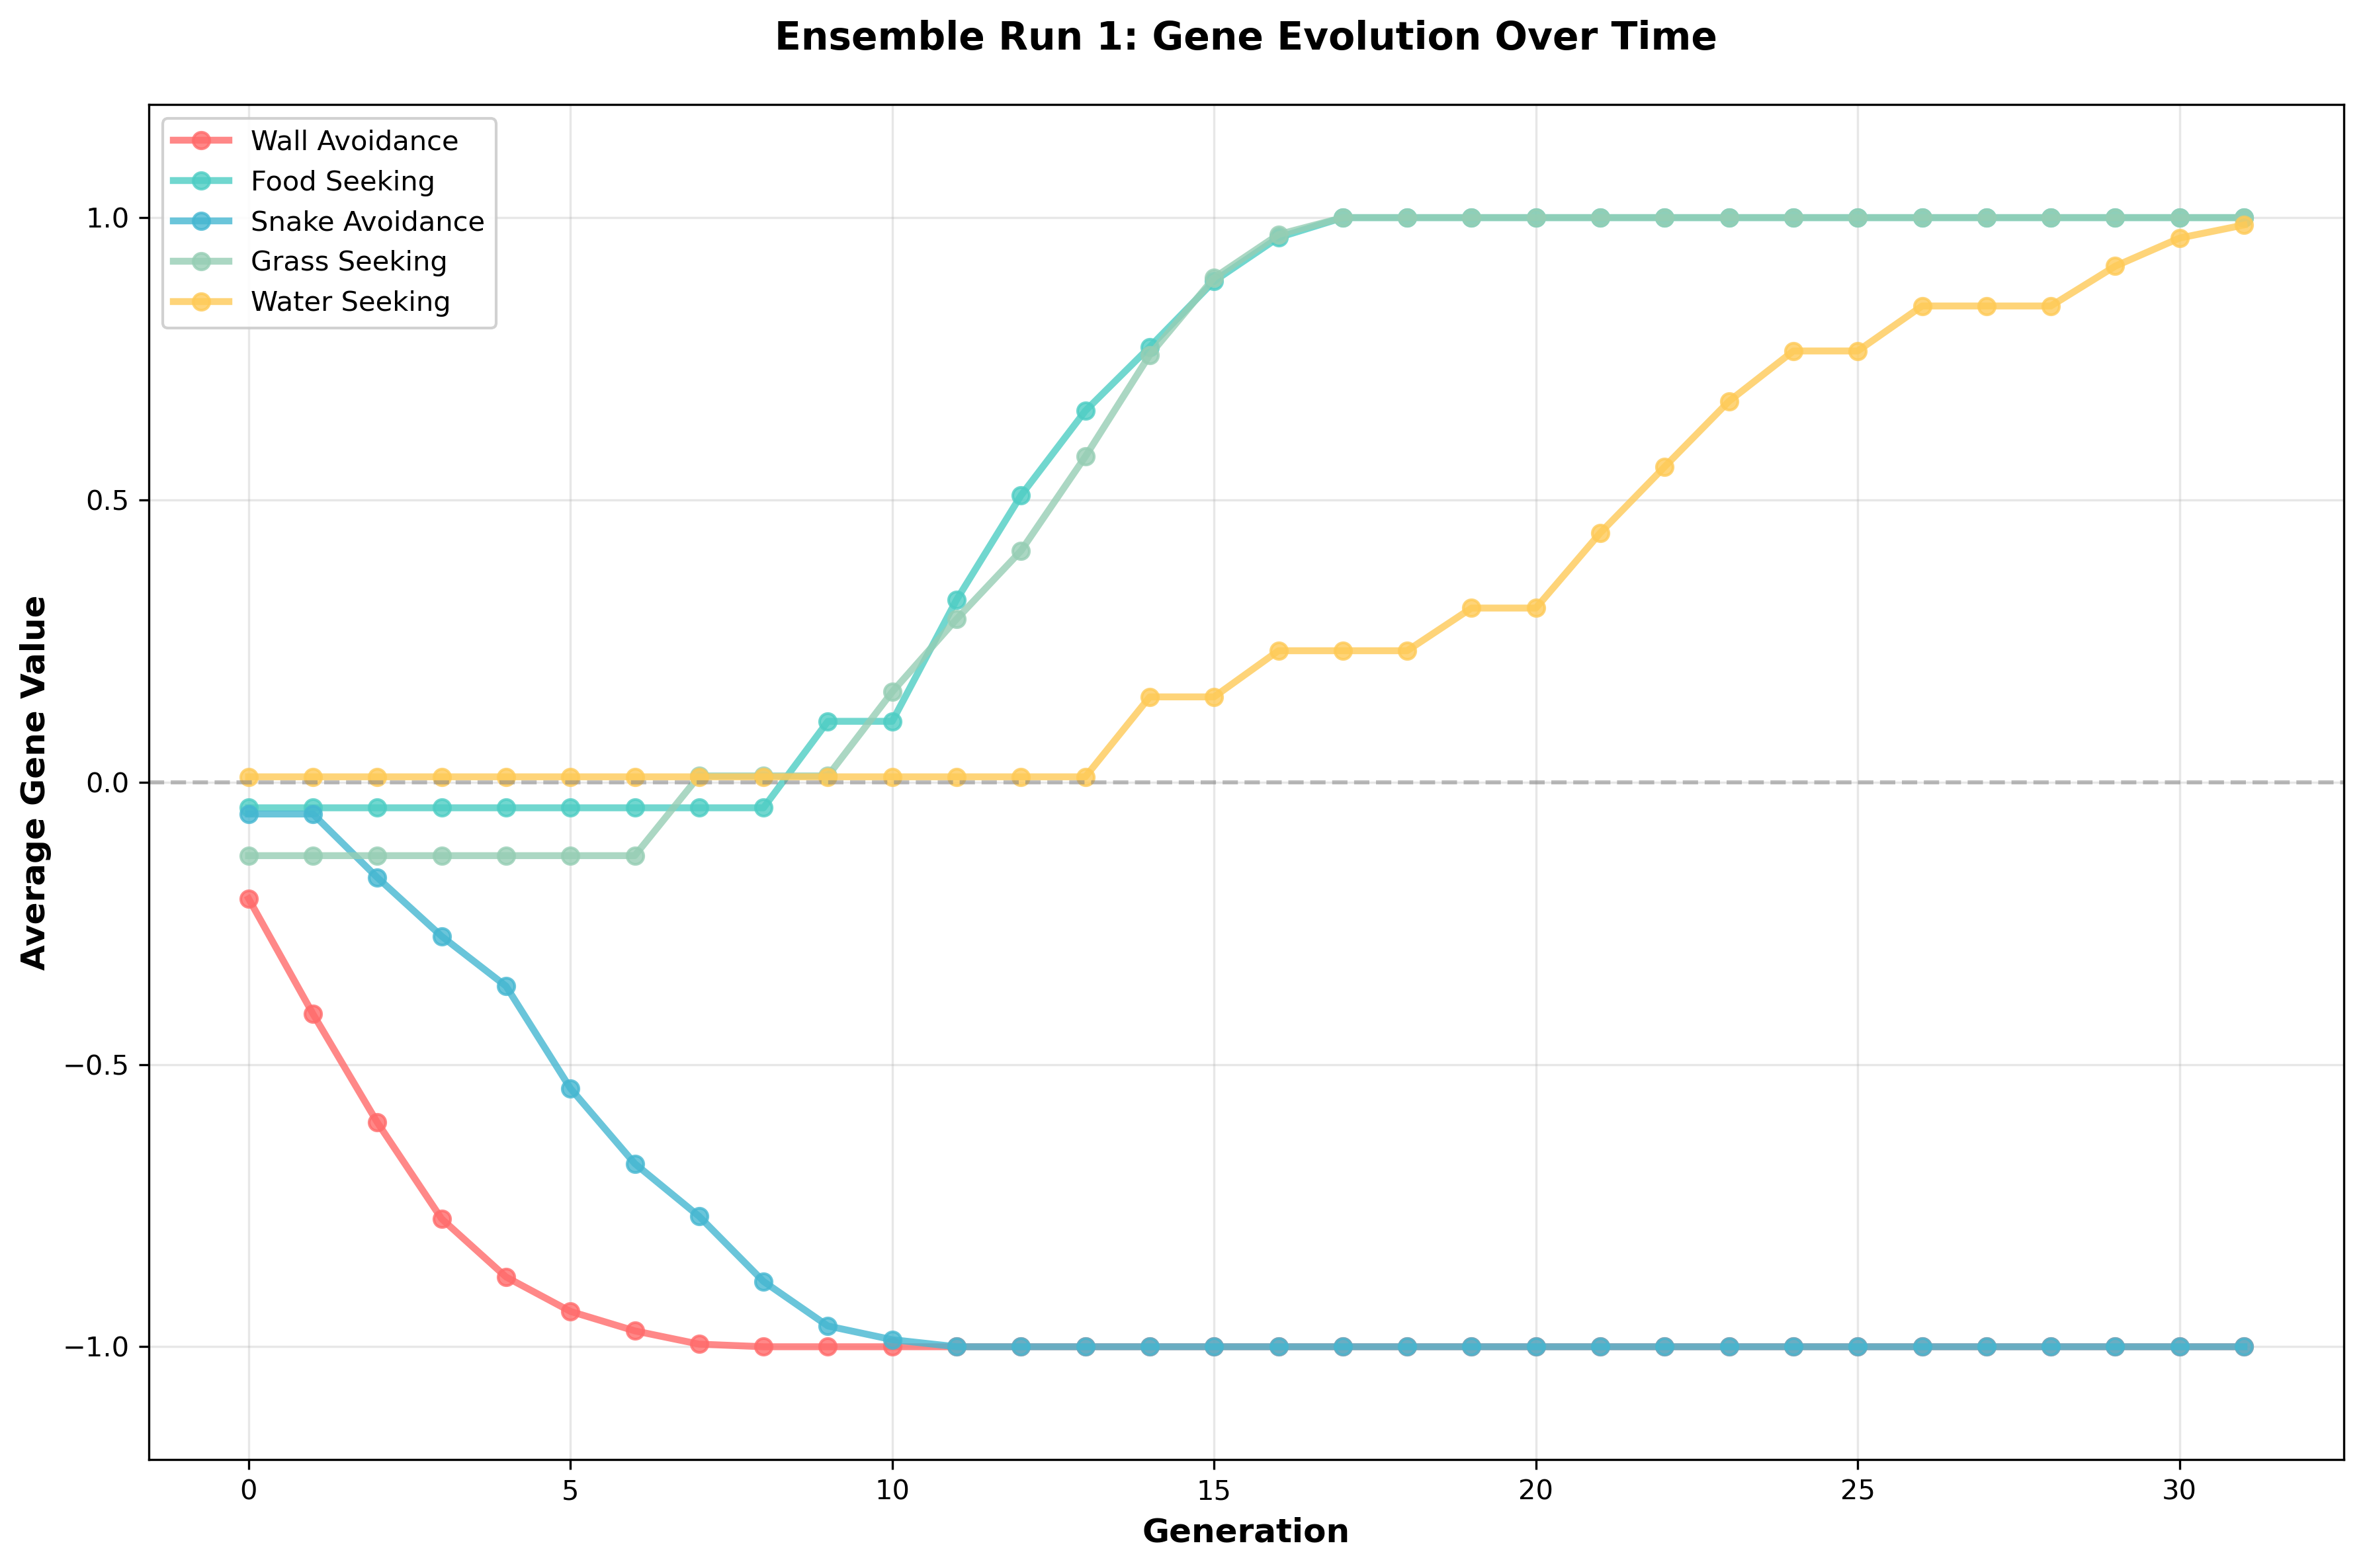 Ensemble Run 1: Gene Evolution Over Time
Wall Avoidance
Food Seeking
Snake Avoidance
Grass Seeking
Water Seeking
1.0
0.5
0.0
−0.5
−1.0
Average Gene Value
0 5 10 15 20 25 30
Generation